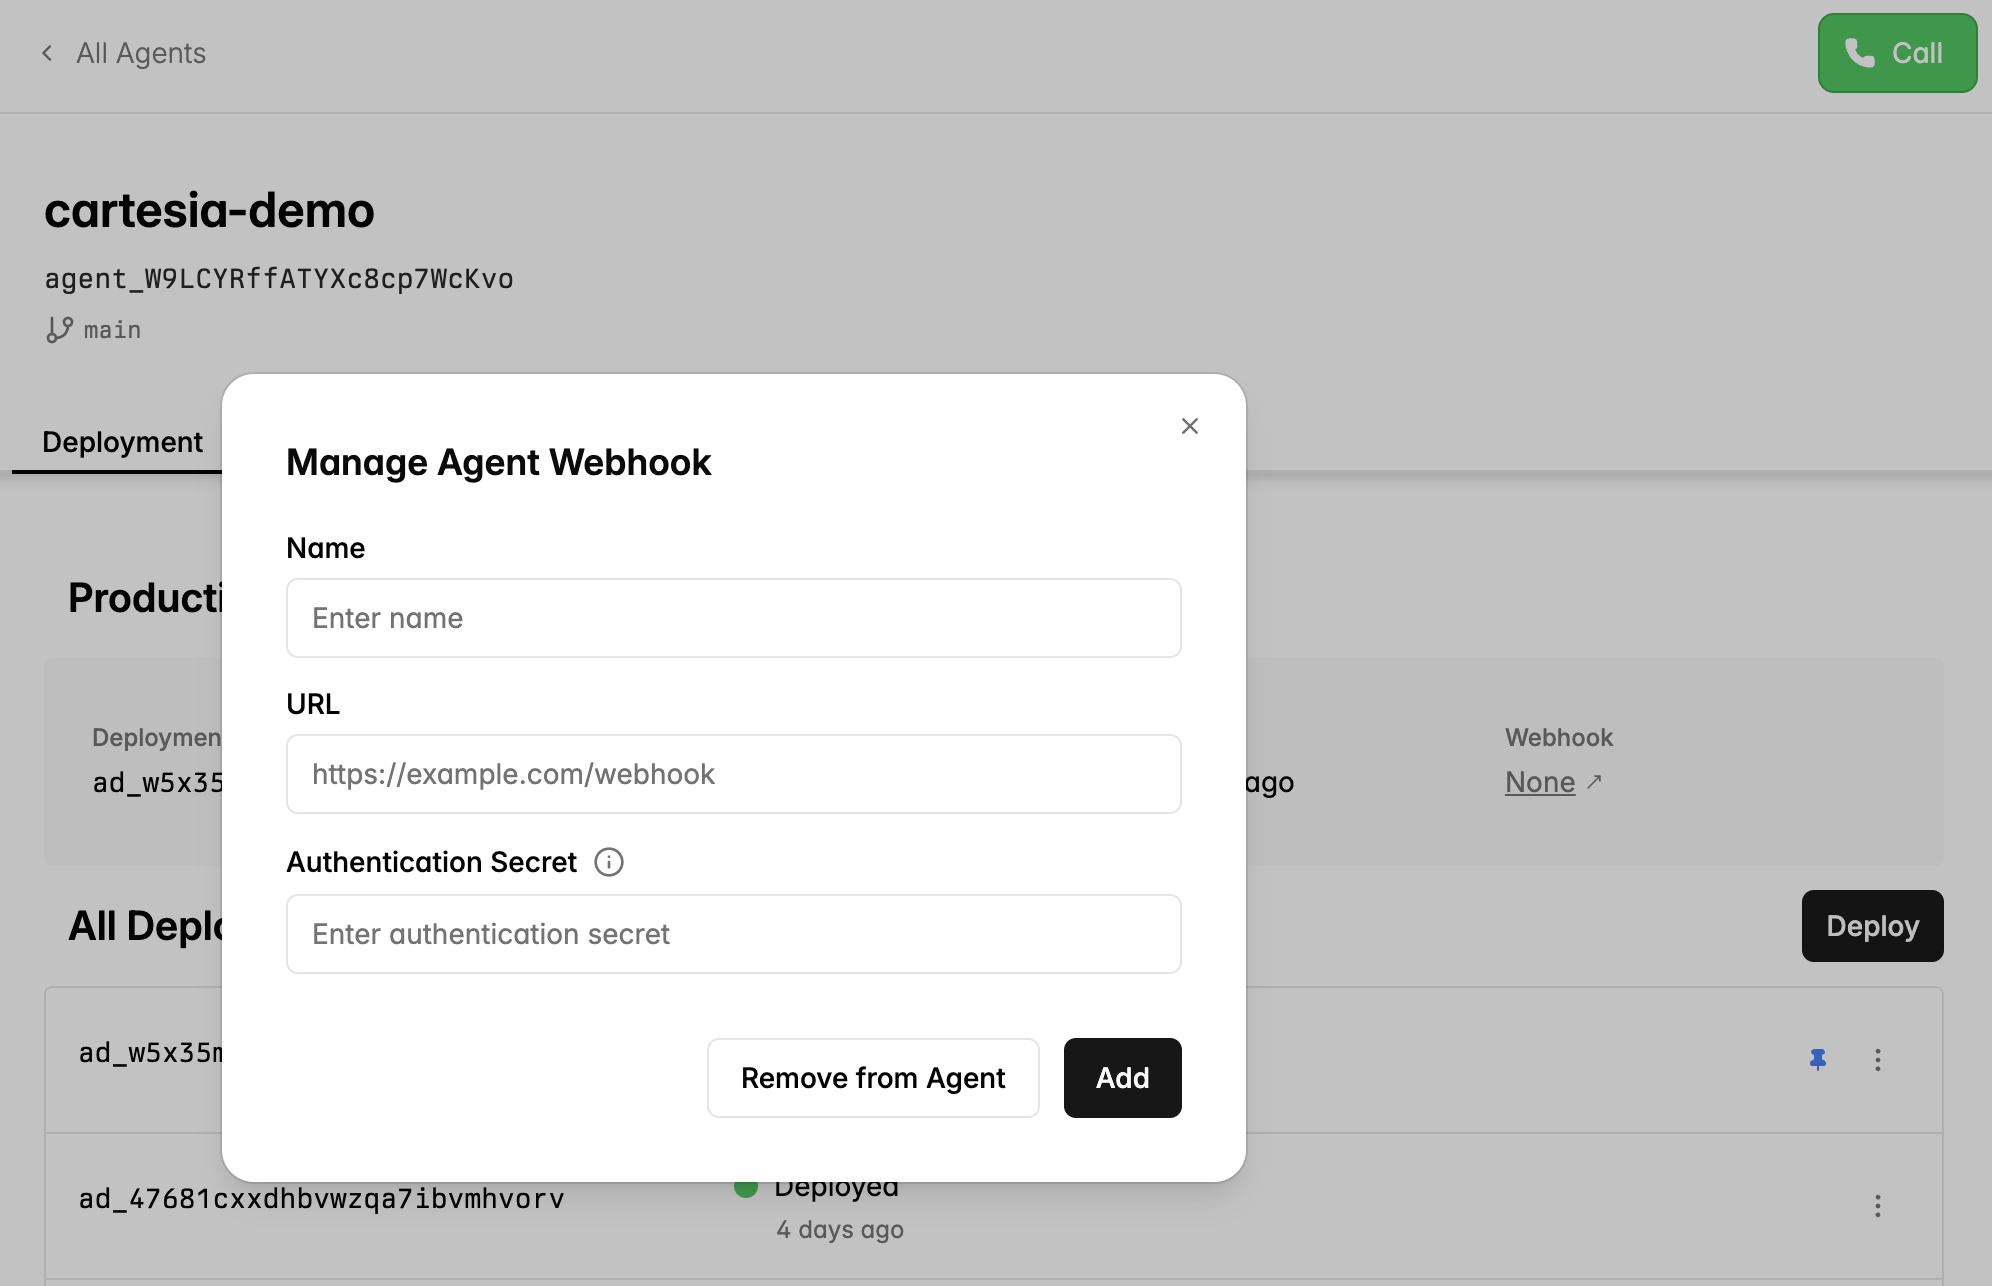 All Agents
Call
cartesia-demo
agent_W9LCYRffATYXc8cp7WcKvo
main
Deployment
Manage Agent Webhook
Name
Enter name
URL
https://example.com/webhook
Authentication Secret
Enter authentication secret
Remove from Agent
Add
Producti
Deploymen
ad_w5x35
ago
Webhook
None
All Depl
Deploy
ad_w5x35m
ad_47681cxxdhbvwzqa7ibvmhvorv
Deployed
4 days ago